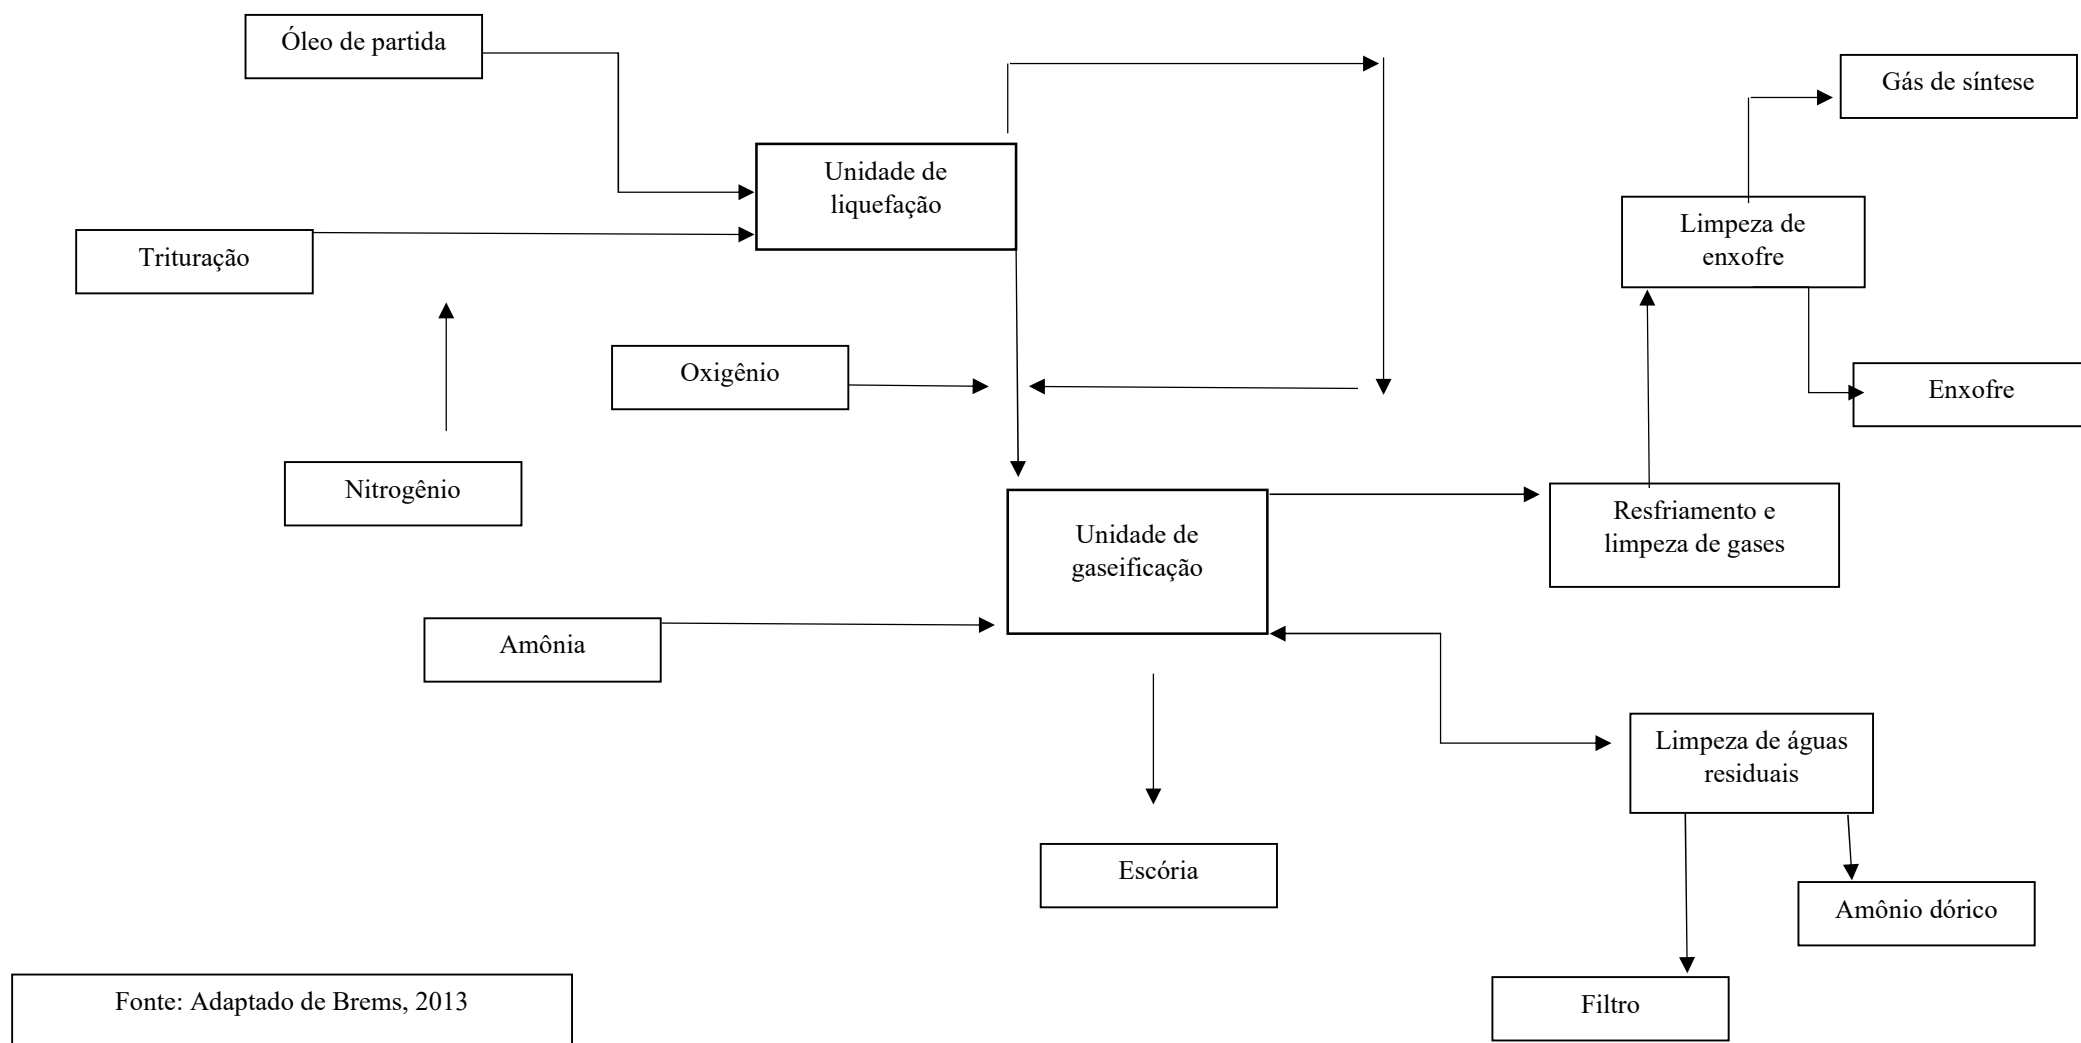 Óleo de partida
Gás de síntese
Unidade de
liquefação
Limpeza de
enxofre
Trituração
Oxigênio
Enxofre
Nitrogênio
Resfriamento e
limpeza de gases
Unidade de
gaseificação
Amônia
Limpeza de águas
residuais
Escória
Amônio dórico
Filtro
Fonte: Adaptado de Brems, 2013